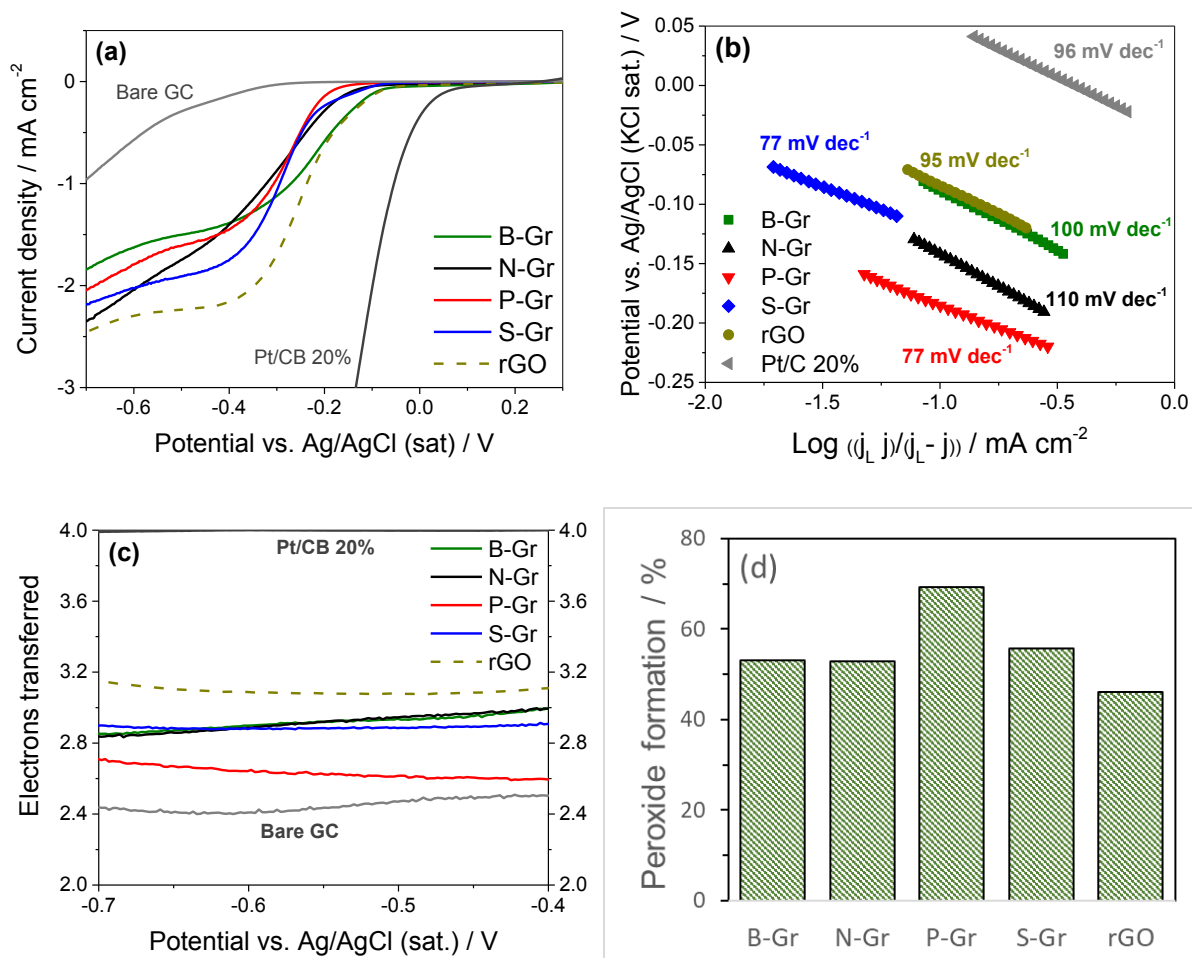 (a)
Bare GC
Pt/CB 20%
B-Gr
N-Gr
P-Gr
S-Gr
rGO
0
-1
-2
-3
-0.6 -0.4 -0.2 0.0 0.2
Current density / mA cm⁻²
Potential vs. Ag/AgCl (sat) / V
(b)
96 mV dec⁻¹
77 mV dec⁻¹
95 mV dec⁻¹
100 mV dec⁻¹
110 mV dec⁻¹
77 mV dec⁻¹
B-Gr
N-Gr
P-Gr
S-Gr
rGO
Pt/C 20%
0.05
0.00
-0.05
-0.10
-0.15
-0.20
-0.25
-2.0 -1.5 -1.0 -0.5 0.0
Potential vs. Ag/AgCl (KCl sat.) / V
Log ((j_L j)/(j_L- j)) / mA cm⁻²
(c)
Pt/CB 20%
B-Gr
N-Gr
P-Gr
S-Gr
rGO
Bare GC
4.0 4.0
3.6 3.6
3.2 3.2
2.8 2.8
2.4 2.4
2.0 2.0
-0.7 -0.6 -0.5 -0.4
Electrons transferred
Potential vs. Ag/AgCl (sat.) / V
(d)
80
60
40
20
0
Peroxide formation / %
B-Gr N-Gr P-Gr S-Gr rGO